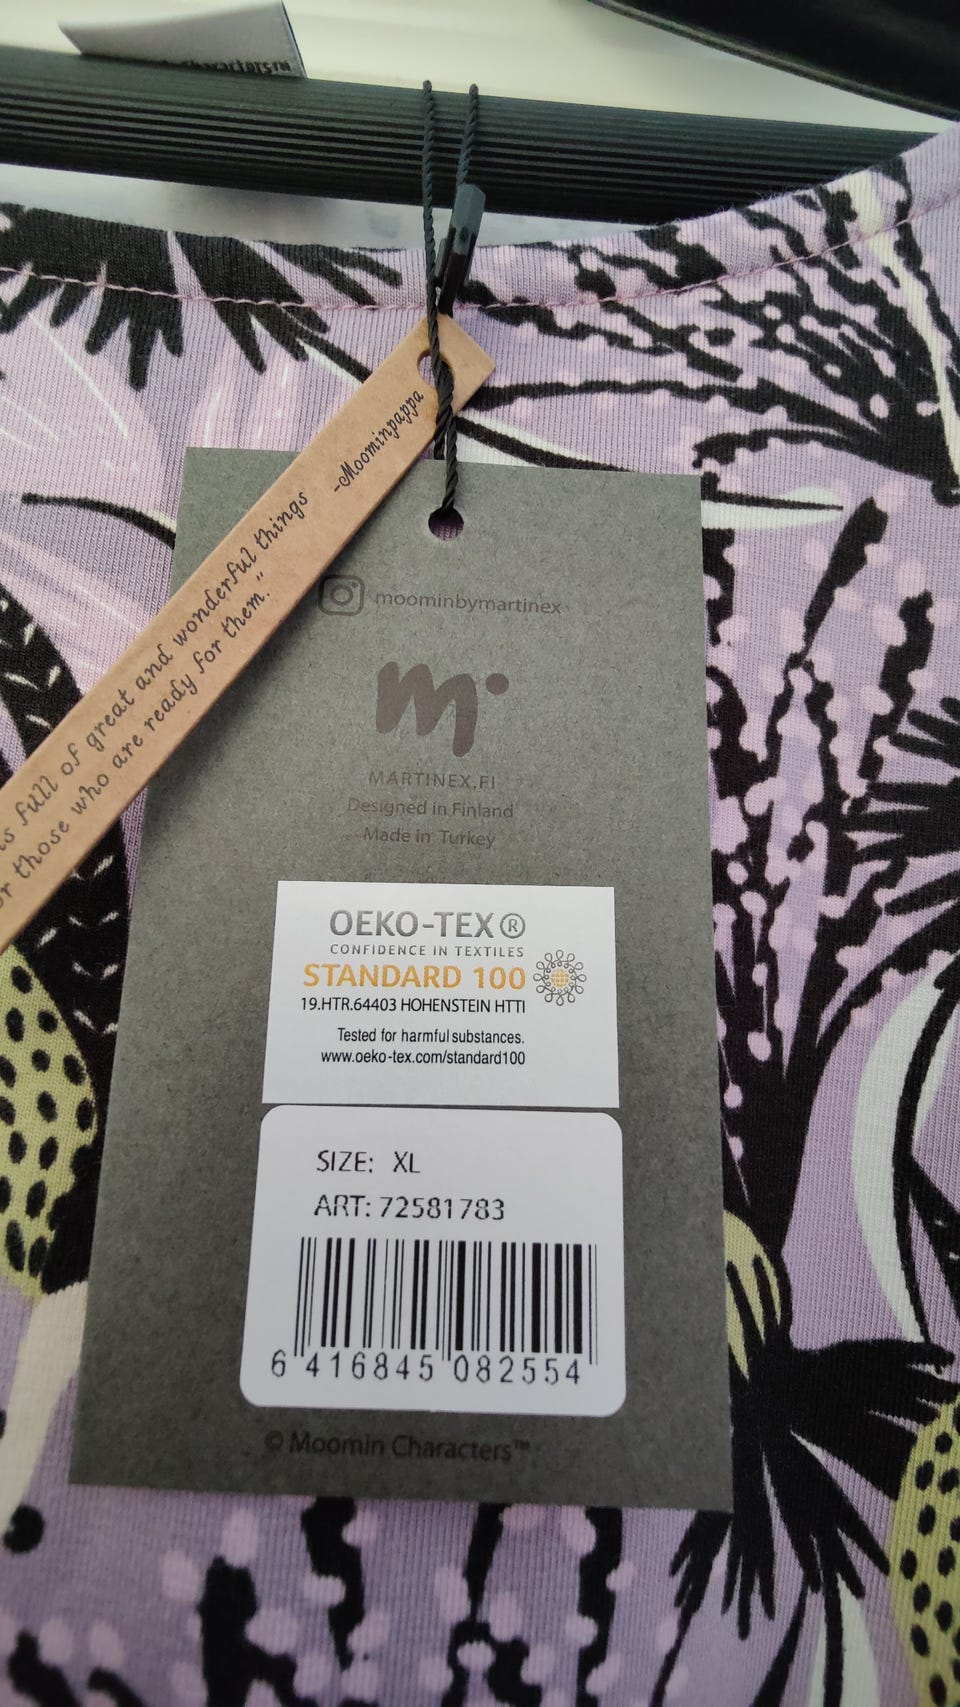 -Moominpappa
is full of great and wonderful things
those who are ready for them."
moominbymartinex
m
MARTINEX.FI
Designed in Finland
Made in Turkey
OEKO-TEX®
CONFIDENCE IN TEXTILES
STANDARD 100
19.HTR.64403 HOHENSTEIN HTTI
Tested for harmful substances.
www.oeko-tex.com/standard100
SIZE: XL
ART: 72581783
6 416845 082554
© Moomin Characters™